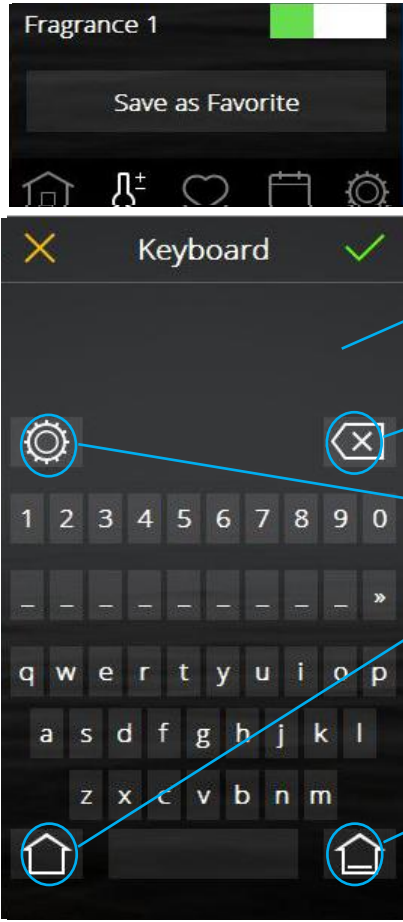 Fragrance 1
Save as Favorite
Keyboard
1 2 3 4 5 6 7 8 9 0
_ _ _ _ _ _ _ _ _ »
q w e r t y u i o p
a s d f g h j k l
z x c v b n m